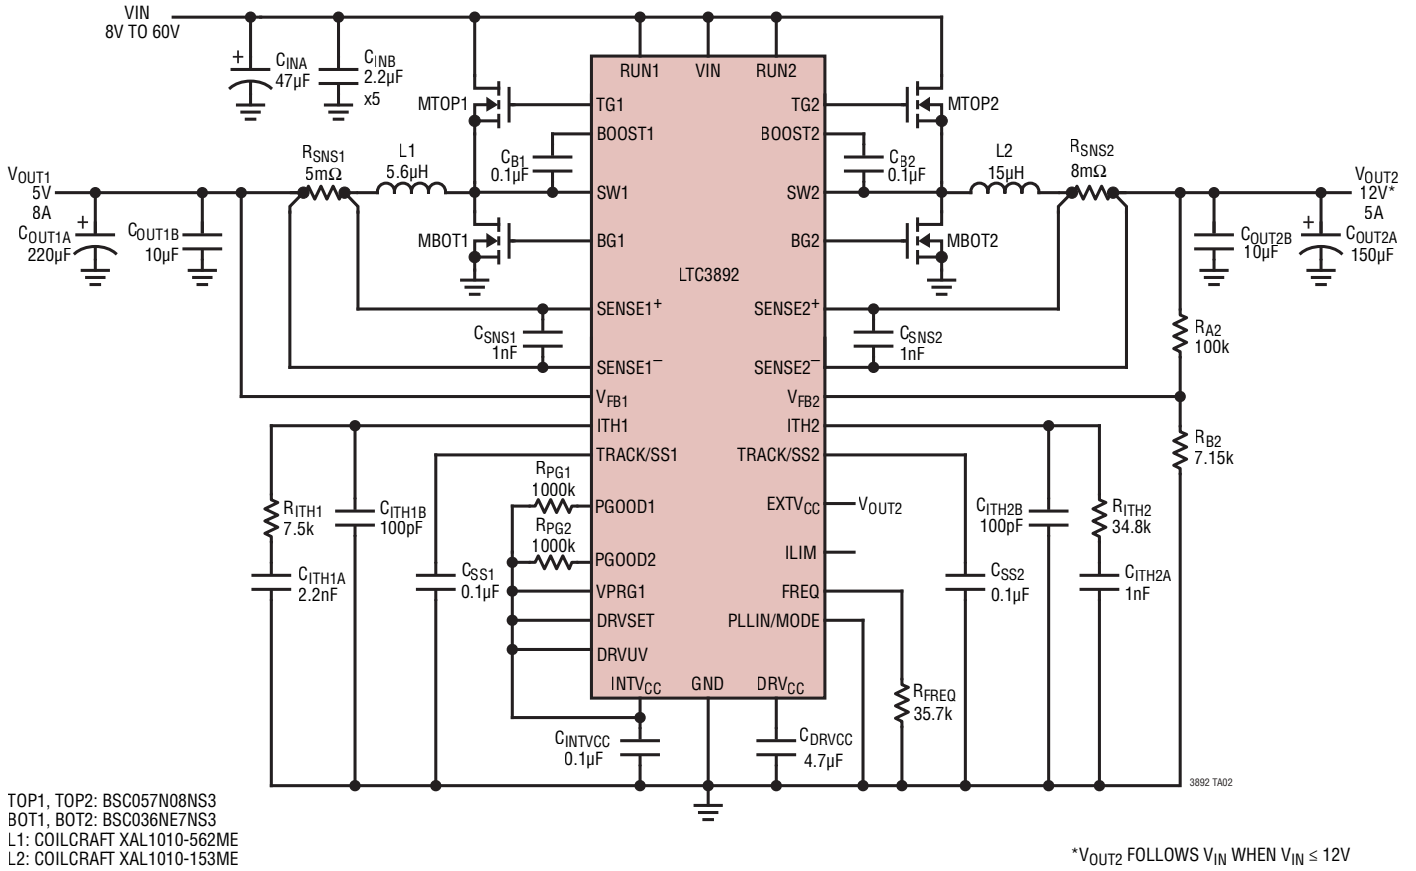 VIN
8V TO 60V
CINA
47µF
CINB
2.2µF
x5
RUN1
VIN
RUN2
MTOP1
TG1
TG2
MTOP2
BOOST1
BOOST2
CB1
0.1µF
CB2
0.1µF
VOUT1
5V
8A
RSNS1
5mΩ
L1
5.6µH
SW1
SW2
L2
15µH
RSNS2
8mΩ
VOUT2
12V*
5A
COUT1A
220µF
COUT1B
10µF
MBOT1
BG1
BG2
MBOT2
COUT2B
10µF
COUT2A
150µF
LTC3892
SENSE1+
SENSE2+
CSNS1
1nF
CSNS2
1nF
RA2
100k
SENSE1–
SENSE2–
VFB1
VFB2
ITH1
ITH2
RB2
7.15k
TRACK/SS1
TRACK/SS2
RPG1
1000k
PGOOD1
EXTVCC
VOUT2
RITH1
7.5k
CITH1B
100pF
RPG2
1000k
PGOOD2
ILIM
CITH2B
100pF
RITH2
34.8k
CITH1A
2.2nF
CSS1
0.1µF
VPRG1
FREQ
CSS2
0.1µF
CITH2A
1nF
DRVSET
PLLIN/MODE
DRVUV
INTVCC
GND
DRVCC
RFREQ
35.7k
CINTVCC
0.1µF
CDRVCC
4.7µF
3892 TA02
TOP1, TOP2: BSC057N08NS3
BOT1, BOT2: BSC036NE7NS3
L1: COILCRAFT XAL1010-562ME
L2: COILCRAFT XAL1010-153ME
*VOUT2 FOLLOWS VIN WHEN VIN ≤ 12V